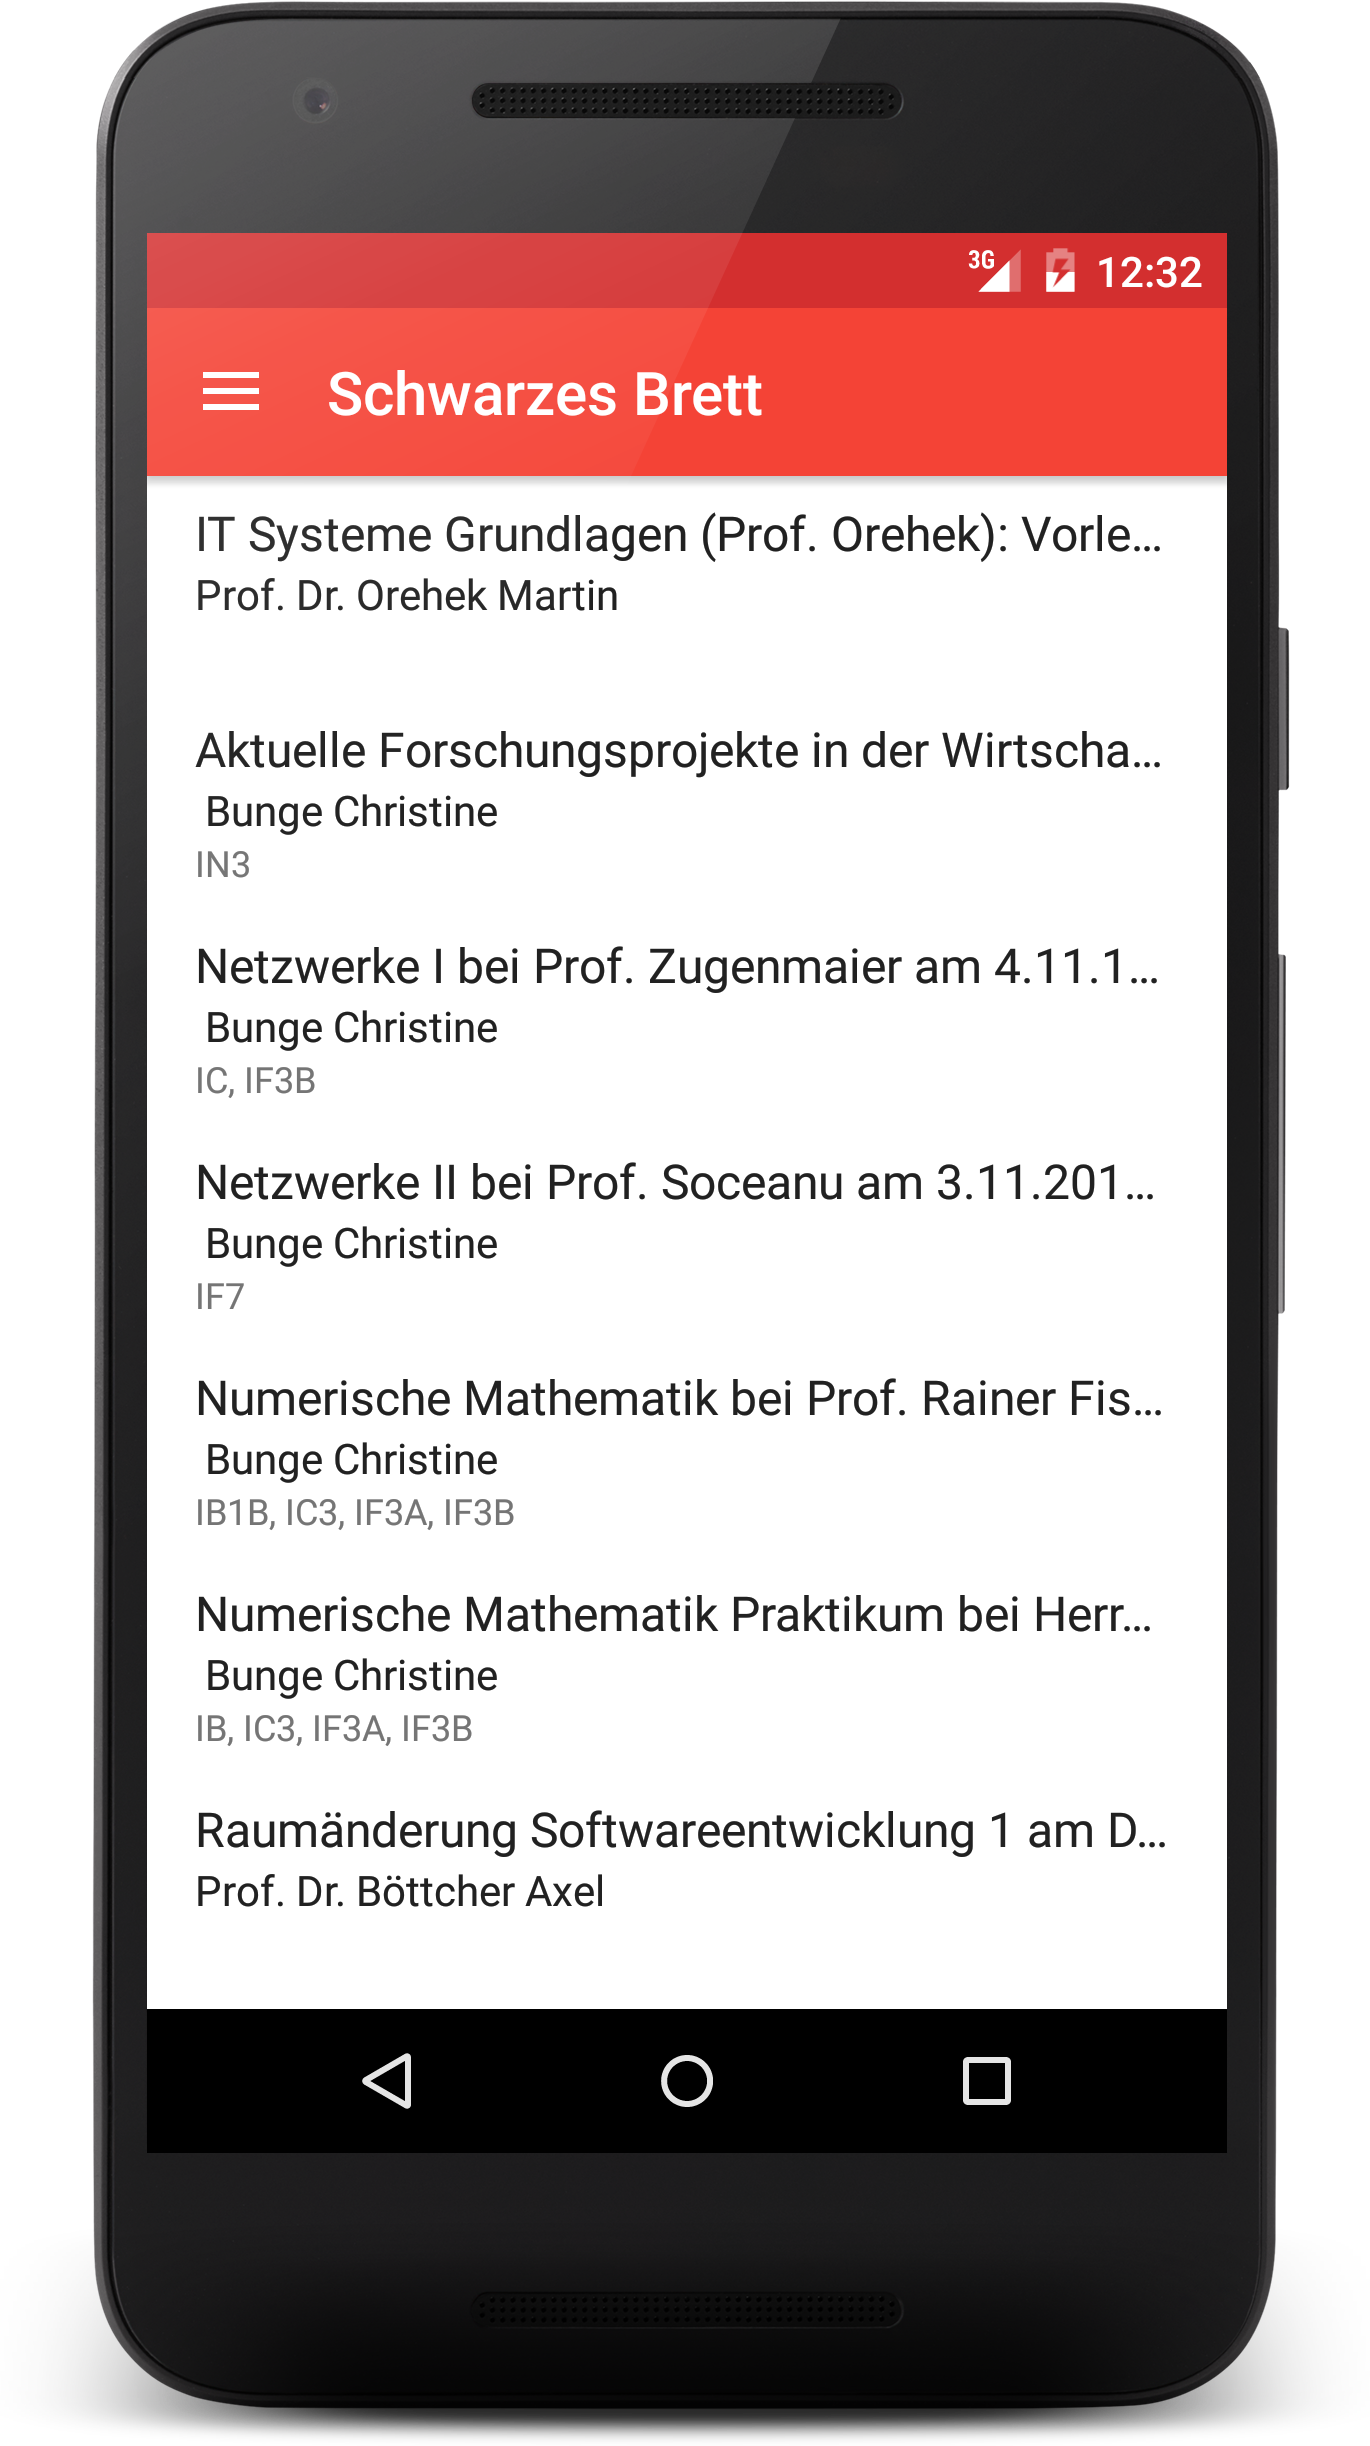 3G 12:32
Schwarzes Brett
IT Systeme Grundlagen (Prof. Orehek): Vorle...
Prof. Dr. Orehek Martin
Aktuelle Forschungsprojekte in der Wirtscha...
Bunge Christine
IN3
Netzwerke I bei Prof. Zugenmaier am 4.11.1...
Bunge Christine
IC, IF3B
Netzwerke II bei Prof. Soceanu am 3.11.201...
Bunge Christine
IF7
Numerische Mathematik bei Prof. Rainer Fis...
Bunge Christine
IB1B, IC3, IF3A, IF3B
Numerische Mathematik Praktikum bei Herr...
Bunge Christine
IB, IC3, IF3A, IF3B
Raumänderung Softwareentwicklung 1 am D...
Prof. Dr. Böttcher Axel